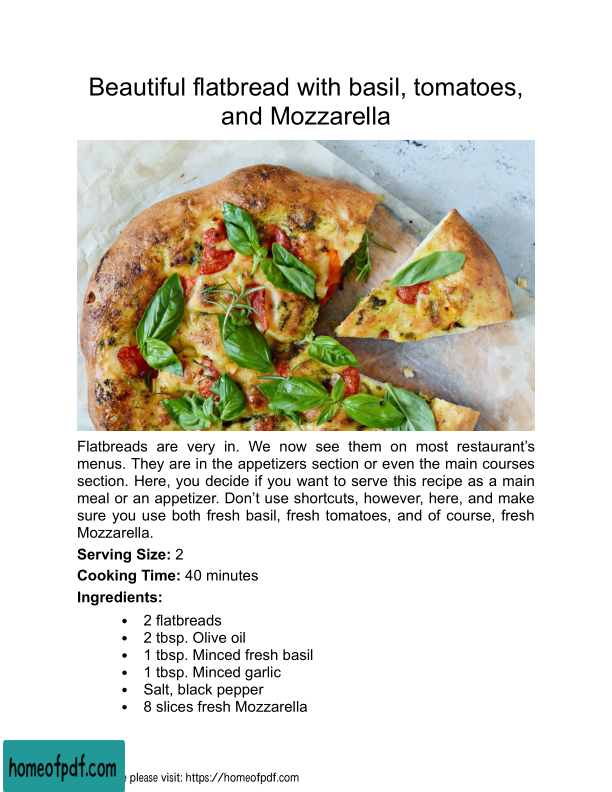 Beautiful flatbread with basil, tomatoes,
and Mozzarella
Flatbreads are very in. We now see them on most restaurant’s
menus. They are in the appetizers section or even the main courses
section. Here, you decide if you want to serve this recipe as a main
meal or an appetizer. Don’t use shortcuts, however, here, and make
sure you use both fresh basil, fresh tomatoes, and of course, fresh
Mozzarella.
Serving Size: 2
Cooking Time: 40 minutes
Ingredients:
• 2 flatbreads
• 2 tbsp. Olive oil
• 1 tbsp. Minced fresh basil
• 1 tbsp. Minced garlic
• Salt, black pepper
• 8 slices fresh Mozzarella
homeofpdf.com
please visit: https://homeofpdf.com